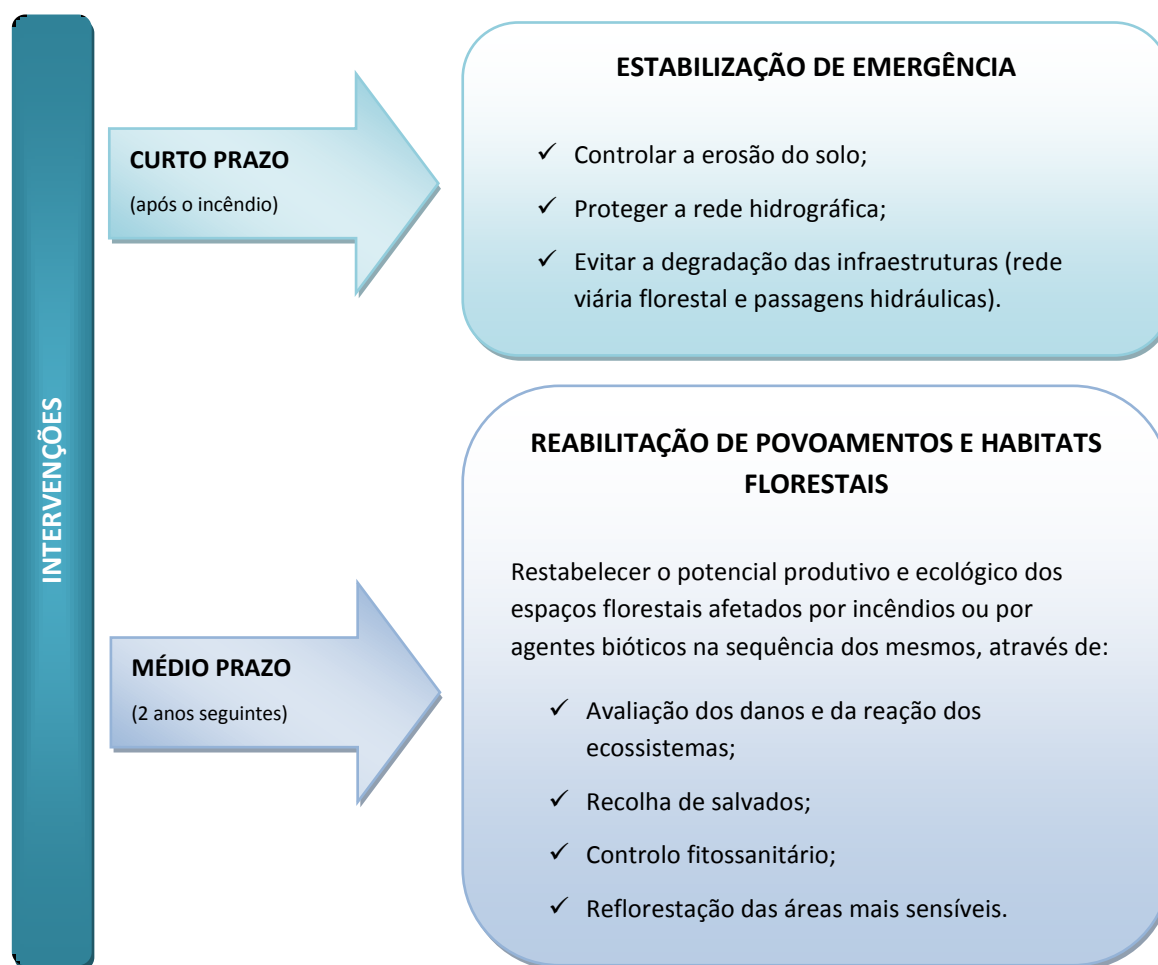 INTERVENÇÕES
CURTO PRAZO
(após o incêndio)
ESTABILIZAÇÃO DE EMERGÊNCIA
✓ Controlar a erosão do solo;
✓ Proteger a rede hidrográfica;
✓ Evitar a degradação das infraestruturas (rede
viária florestal e passagens hidráulicas).
MÉDIO PRAZO
(2 anos seguintes)
REABILITAÇÃO DE POVOAMENTOS E HABITATS
FLORESTAIS
Restabelecer o potencial produtivo e ecológico dos
espaços florestais afetados por incêndios ou por
agentes bióticos na sequência dos mesmos, através de:
✓ Avaliação dos danos e da reação dos
ecossistemas;
✓ Recolha de salvados;
✓ Controlo fitossanitário;
✓ Reflorestação das áreas mais sensíveis.